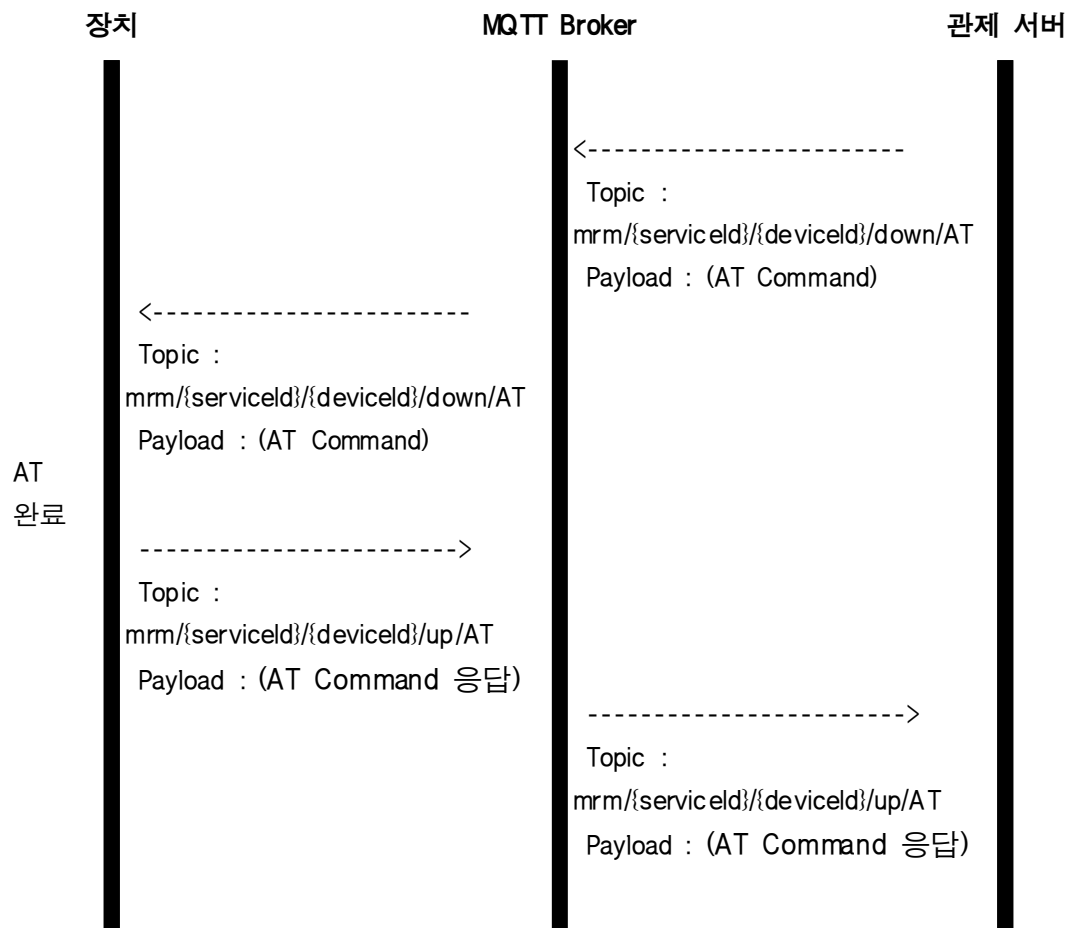 장치 MQTT Broker 관제 서버
<------------------------
Topic :
mrm/{serviceId}/{deviceId}/down/AT
Payload : (AT Command)
<------------------------
Topic :
mrm/{serviceId}/{deviceId}/down/AT
Payload : (AT Command)
AT
완료
------------------------>
Topic :
mrm/{serviceId}/{deviceId}/up/AT
Payload : (AT Command 응답)
------------------------>
Topic :
mrm/{serviceId}/{deviceId}/up/AT
Payload : (AT Command 응답)